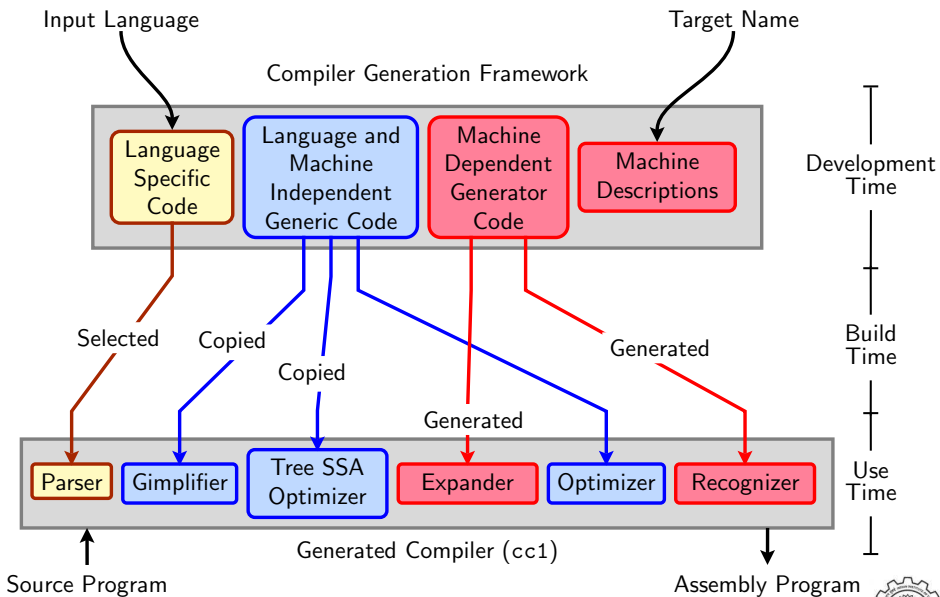 Input Language
Target Name
Compiler Generation Framework
Language
Specific
Code
Language and
Machine
Independent
Generic Code
Machine
Dependent
Generator
Code
Machine
Descriptions
Development
Time
Selected
Copied
Copied
Generated
Generated
Build
Time
Parser
Gimplifier
Tree SSA
Optimizer
Expander
Optimizer
Recognizer
Use
Time
Generated Compiler (cc1)
Source Program
Assembly Program